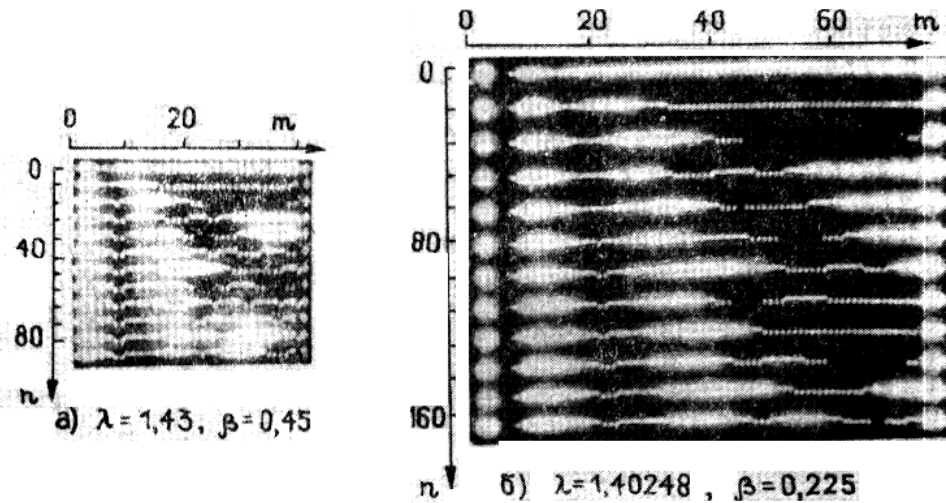 0 20 40 60 m
0
80
160
n
0 20 m
0
40
80
n
а) λ = 1,43, β = 0,45
б) λ = 1,40248, β = 0,225